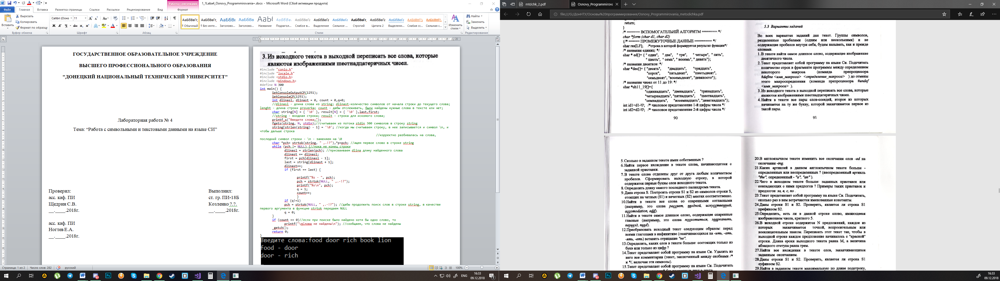 1_1Laba4_Osnovy_Programmirovania+.docx - Microsoft Word (Сбой активации продукта)
Работа с рисунками
Файл Главная Вставка Разметка страницы Ссылки Рассылки Рецензирование Вид Формат
Вставить
Вырезать
Копировать
Формат по образцу
Буфер обмена
Calibri (Осно 11
Шрифт
Абзац
АаБбВвГг, АаБбВвГг, АаБбВв АаБбВв АаБb АаБбВв. АаБбВвГг АаБбВвГг АаБбВвГг АаБбВвГг АаБбВвГг АаБбВвГг АаБбВвГг АаБбВвГг
¶ Обычный ¶ Без инте... Заголово... Заголово... Название Подзагол... Слабое в... Выделение Сильное ... Строгий Цитата 2 Выделенн... Слабая сс... Сильная с...
Стили
Изменить стили
Найти
Заменить
Выделить
Редактирование
ГОСУДАРСТВЕННОЕ ОБРАЗОВАТЕЛЬНОЕ УЧРЕЖДЕНИЕ
ВЫСШЕГО ПРОФЕССИОНАЛЬНОГО ОБРАЗОВАНИЯ
"ДОНЕЦКИЙ НАЦИОНАЛЬНЫЙ ТЕХНИЧЕСКИЙ УНИВЕРСИТЕТ"
Лабораторная работа № 4
Тема: “Работа с символьными и текстовыми данными на языке СИ”
Проверил:
асс. каф. ПИ
Щедрин С.В.
__.____.2018г.
асс. каф. ПИ
Ногтев Е.А.
__.____.2018г.
Выполнил:
ст. гр. ПИ-18Б
Козленко ?.?.
__.____.2018г.
3. Из исходного текста в выходной переписать все слова, которые
являются изображениями шестнадцатеричных чисел.
#include "conio.h"
#include "locale.h"
#include <stdio.h>
#include <Windows.h>
#define N 300
int main() {
SetConsoleOutputCP(1251);
SetConsoleCP(1251);
int dlinasl, dlinast = 0, count = 0,q=0;
//dlinasl - длина слова из string; dlinast-количество символов от начала строки до текущего слова;
lenght - длина строки proverka; count - дабы отслеживать, были найдены нужные слова в тексте или нет;
char string[N] = { '\0' }, result[N] = { '\0' },last,first;
//string - входная строка; result - строка для искомого слова;
printf_s("Введите слова:");
fgets(string, N, stdin);//считываем из потока stdin 300 символов в строку string
string[strlen(string) - 1] = '\0'; //когда мы считываем строку, в нее записывается и символ \n, и
чтобы дальше строка
//корректно разбивалась на слова,
последний символ строки - \n - заменяем на \0
char *pch= strtok(string, " ,.!?"),*p=pch; //ищем первое слово в строке string
while (pch != NULL) {//пока не конец строки
dlinasl = strlen(pch); //присваиваем dlina длину найденного слова
dlinast += dlinasl;
first = pch[dlinasl - 1];
last = string[dlinast + 1];
dlinast++;
if (first == last) {
printf("%s - ", pch);
pch = strtok(NULL, " ,.-!?");
printf("%s\n", pch);
q = 1;
count++;
}
if (q!=1)
pch = strtok(NULL, " ,.-!?"); //дабы продолжить поиск слов в строке string, в качестве
первого аргумента в функцию strtok передаем NULL
q = 0;
}
if (count == 0)//если при поиске было найдено хотя бы одно слово, то
printf("\nСлова не найдены\n"); //сообщаем, что слова не найдены
_getch();
return 0;
}
Введите слова:food door rich book lion
food - door
door - rich
Страница: 1 из 2 Число слов: 282 русский 100%
ENG 16:33 09.12.2018
mtdchk_2.pdf Osnovy_Programmirova
file:///G:/ДонНТУ/Основы%20программирования/Osnovy_Programmirovania_metodichka.pdf
return;
}
/* ====== ВСПОМОГАТЕЛЬНЙ АЛГОРИТМ ====== */
char *form (char d1, char d2)
{/* ===== ПРОМЕЖУТОЧНЫЕ ДАННЫЕ ======= */
char res[LF]; /*строка в которой формируется результат функции*/
/* названия единиц: */
char * ed[]= { " один", " два", " три", " четыре", " пять",
" шесть", " семь", " восемь", " девять"};
/* названия десятков: */
char *dec[]= { "десять", "двадцать", "тридцать",
"сорок", "пятьдесят", "шестьдесят",
"семьдесят", "восемьдесят", "девяносто"};
/* названия чисел от 11 до 19: */
char *ch11_19[]={
"одиннадцать", "двенадцать", "тринадцать",
"четырнадцать", "пятнадцать", "шестнадцать",
"семнадцать", "восемнадцать", "девятнадцать"};
int id1=d1-'0'; /* числовое представление 1-й цифры числа */
int id2=d2-'0'; /* числовое представление 2-й цифры числа */
90
5.3 Варианты заданий
Во всех вариантах заданий дан текст. Группы символов,
разделенные пробелами (одним или несколькими) и не
содержащие пробелов внутри себя, будем называть, как и прежде
словами.
1. В тексте найти самое длинное слово, содержащее изображение
десятичного числа.
2. Текст представляет собой программу на языке Си. Подсчитать
количество строк в фрагменте программы между определением
некоторого макроса (команда препроцессора
#define <имя_макроса> <определение_макроса> ) до отмены
этого макроопределения (команда препроцессора #undef
<имя_макроса> ).
3. Из исходного текста в выходной переписать все слова, которые
являются изображениями шестнадцатеричных чисел.
4. Найти в тексте все пары слов-соседей, второе из которых
начинается на ту же букву, которой заканчивается первое из
такой пары.
91
5. Сколько в заданном тексте имен собственных ?
6. Найти первое вхождение в тексте слова, начинающегося с
заданной приставки.
7. В тексте слова отделены друг от друга любым количеством
пробелов. Сформировать выходную строку, в которой
содержатся первые буквы слов исходного текста.
8. Определить длину самого последнего палиндрома текста.
9. Дана строка S. Построить строки S1 и S2 из символов строки S,
стоящих на четных (S1) и нечетных (S2) местах соответственно.
10. Найти в тексте все слова со спаренными согласными
(например, это слова рассвет, вводной, искусственный,
accomodation, add).
11. Найти в тексте самое длинное слово, содержащее спаренные
гласные (например, это слова поохотиться, заарканить,
переезд, need).
12. Преобразовать исходный текст следующим образом: перед
всеми глаголами в инфинитиве (оканчивающихся на -ить, -ать,
-ять, -еть) вставить отрицание "не".
13. Определить, каких слов в тексте больше: состоящих только из
букв или только из цифр ?
14. Текст представляет собой программу на языке Си. Удалить из
него все комментарии (текст, заключенный между скобками /*
и */, включая эти символы).
15. Текст представляет собой программу на языке Си. Подсчитать
20. В англоязычном тексте изменить все окончания слов -ed на
окончания -ing.
21. Каких артиклей в данном англоязычном тексте больше -
определенных или неопределенных ? (неопределенный артикль
"the", определенный - "a", "an" ).
22. Чего в исходном тексте больше: заданных приставок или
совпадающих с ними предлогов ? Примеры таких приставок и
предлогов: за, в, с, по .
23. Текст представляет собой программу на языке Си. Подсчитать,
сколько раз в нем встречаются именованные константы.
24. Даны строки S1 и S2. Проверить, является ли строка S1
префиксом S2.
25. Определить, есть ли в данной строке слово, являющееся
изображением числа, кратного 5.
26. В исходной строке содержится N предложений, каждое из
которых заканчивается точкой, вопросительным или
восклицательным знаком. Переписать этот текст так, чтобы в
выходной строке каждое предложение начиналось с "красной"
строки. Длина сроки выходного текста равна M, а величина
абзацного отступа равна трем.
27. Найти все вхождения в тексте слов, заканчивающихся
заданным окончанием.
28. Даны строки S1 и S2. Проверить, является ли строка S1
суффиксом S2.
29. Найти в заданном тексте максимальную по длине подстроку,
16:33 09.12.2018